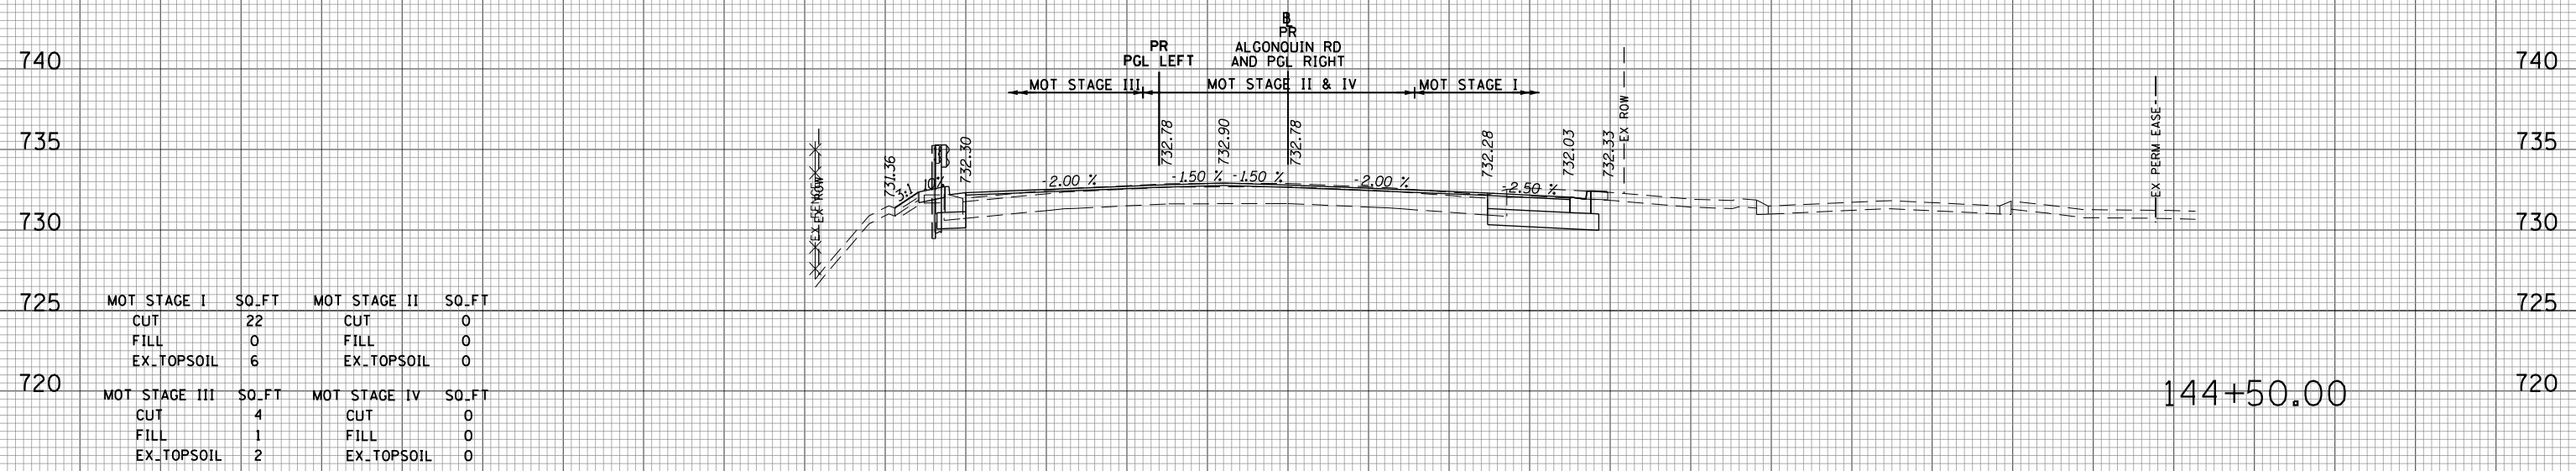 B
PR
PR
ALGONQUIN RD
PGL LEFT
AND PGL RIGHT
740
740
MOT STAGE III
MOT STAGE II & IV
MOT STAGE I
EX ROW
EX PERM EASE
735
735
731.36
732.30
732.78
732.90
732.78
732.28
732.03
732.33
3:1
10%
-2.00 %
-1.50 %
-1.50 %
-2.00 %
-2.50 %
EX ROW
730
730
725
725
MOT STAGE I SQ_FT MOT STAGE II SQ_FT
CUT 22 CUT 0
FILL 0 FILL 0
EX_TOPSOIL 6 EX_TOPSOIL 0
720
720
MOT STAGE III SQ_FT MOT STAGE IV SQ_FT
CUT 4 CUT 0
FILL 1 FILL 0
EX_TOPSOIL 2 EX_TOPSOIL 0
144+50.00